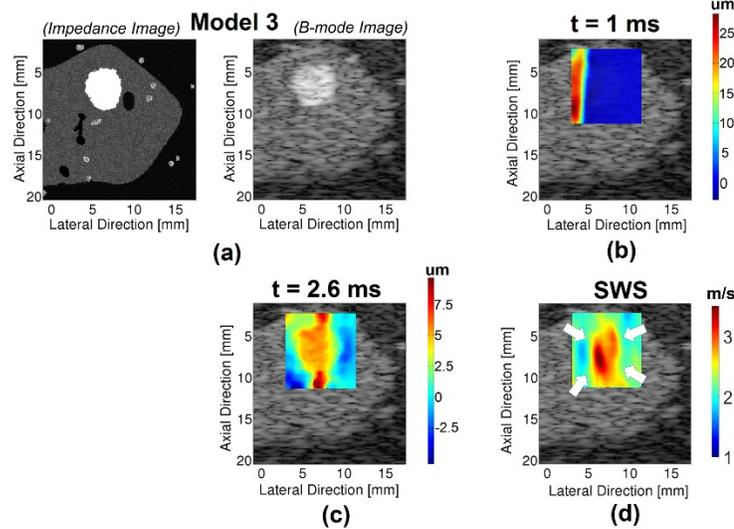 (Impedance Image) Model 3 (B-mode Image)
Axial Direction [mm]
5
10
15
20
0 5 10 15
Lateral Direction [mm]
Axial Direction [mm]
5
10
15
20
0 5 10 15
Lateral Direction [mm]
(a)
t = 1 ms
um
Axial Direction [mm]
5
10
15
20
0 5 10 15
Lateral Direction [mm]
25
20
15
10
5
0
(b)
t = 2.6 ms
um
Axial Direction [mm]
5
10
15
20
0 5 10 15
Lateral Direction [mm]
7.5
5
2.5
0
-2.5
(c)
SWS
m/s
Axial Direction [mm]
5
10
15
20
0 5 10 15
Lateral Direction [mm]
3
2
1
(d)